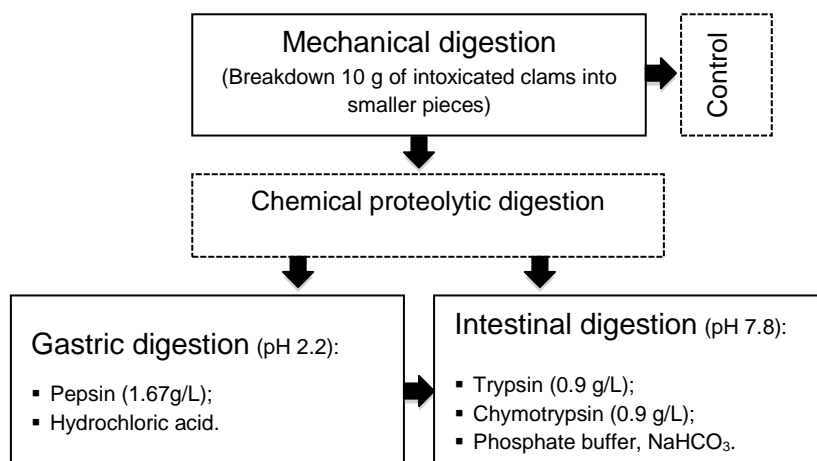 Mechanical digestion
(Breakdown 10 g of intoxicated clams into
smaller pieces)
Control
Chemical proteolytic digestion
Gastric digestion (pH 2.2):
▪ Pepsin (1.67g/L);
▪ Hydrochloric acid.
Intestinal digestion (pH 7.8):
▪ Trypsin (0.9 g/L);
▪ Chymotrypsin (0.9 g/L);
▪ Phosphate buffer, NaHCO₃.